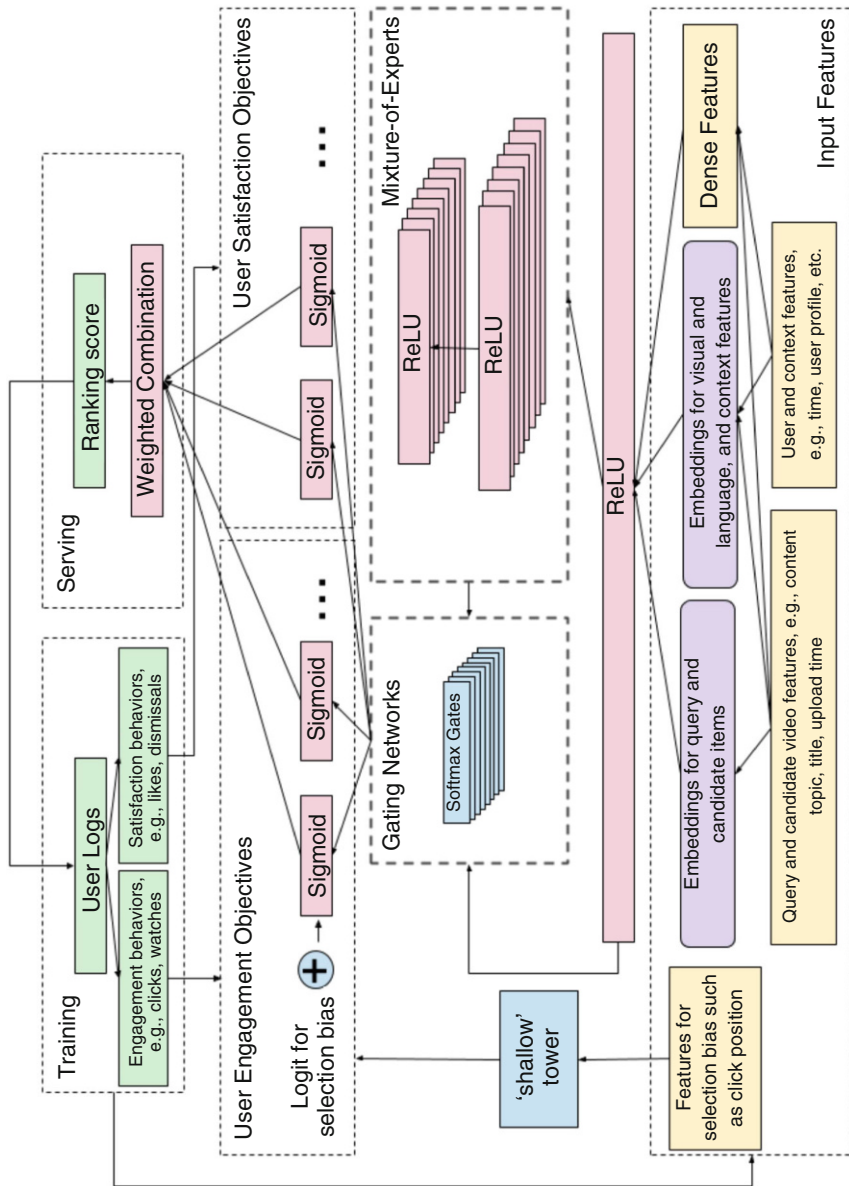 Training
User Logs
Engagement behaviors,
e.g., clicks, watches
Satisfaction behaviors,
e.g., likes, dismissals
Serving
Ranking score
Weighted Combination
User Engagement Objectives
Logit for
selection bias
+
Sigmoid
Sigmoid
...
User Satisfaction Objectives
Sigmoid
Sigmoid
...
Gating Networks
Softmax Gates
Mixture-of-Experts
ReLU
ReLU
'shallow'
tower
ReLU
Features for
selection bias such
as click position
Embeddings for query and
candidate items
Embeddings for visual and
language, and context features
Dense Features
Query and candidate video features, e.g., content
topic, title, upload time
User and context features,
e.g., time, user profile, etc.
Input Features